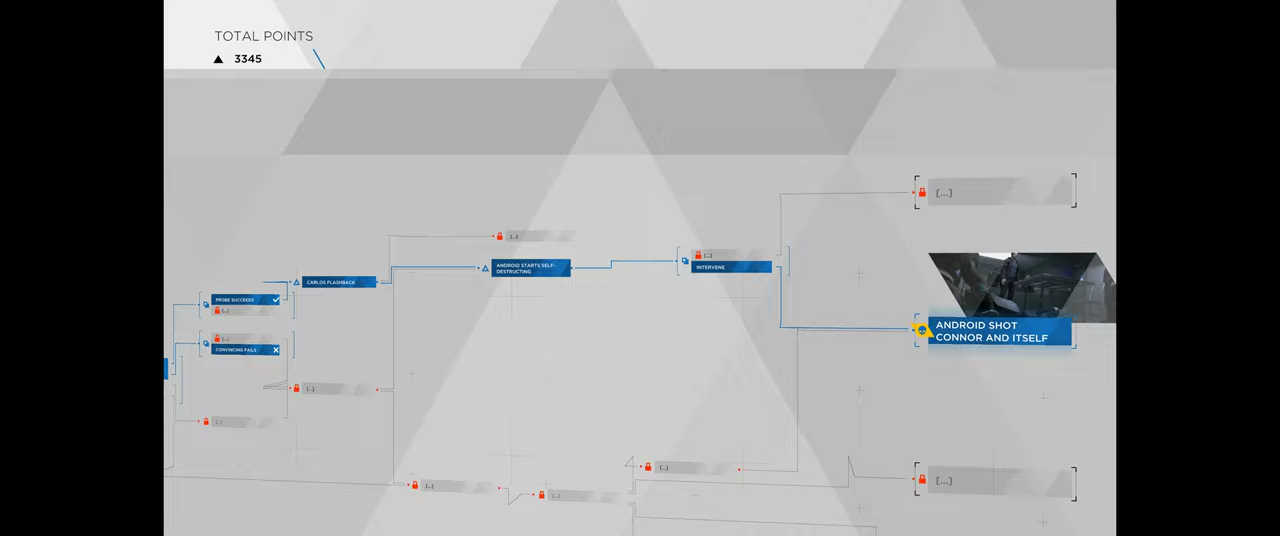 TOTAL POINTS
3345
[...]
[...]
[...]
ANDROID STARTS SELF-
DESTRUCTING
INTERVENE
CARLOS FLASHBACK
PROBE SUCCEEDS
[...]
ANDROID SHOT
CONNOR AND ITSELF
[...]
CONVINCING FAILS
[...]
[...]
[...]
[...]
[...]
[...]